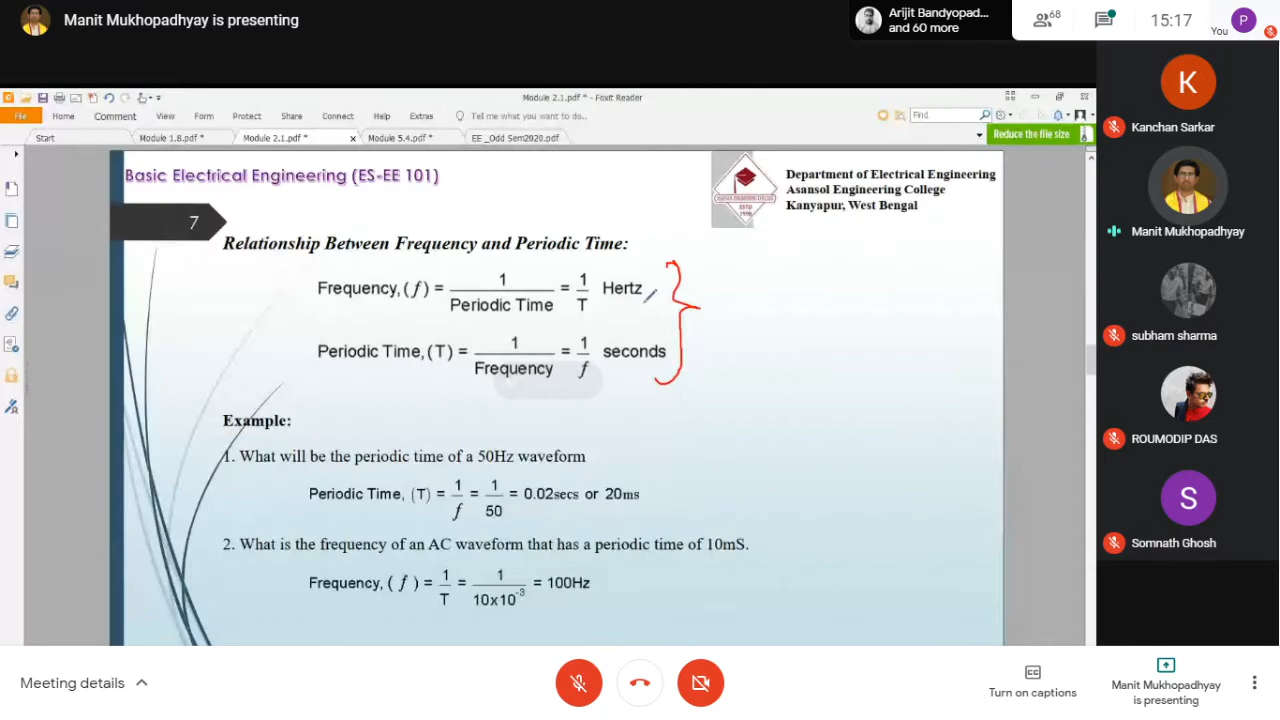 Manit Mukhopadhyay is presenting
Arijit Bandyopad...
and 60 more
68
15:17
You
P
Module 2.1.pdf * - Foxit Reader
File Home Comment View Form Protect Share Connect Help Extras Tell me what you want to do.. Find
Start Module 1.8.pdf * Module 2.1.pdf * Module 5.4.pdf * EE_Odd Sem2020.pdf Reduce the file size
Basic Electrical Engineering (ES-EE 101)
Department of Electrical Engineering
Asansol Engineering College
Kanyapur, West Bengal
7
Relationship Between Frequency and Periodic Time:
Frequency, (f) = 1 / Periodic Time = 1 / T Hertz
Periodic Time, (T) = 1 / Frequency = 1 / f seconds
Example:
1. What will be the periodic time of a 50Hz waveform
Periodic Time, (T) = 1 / f = 1 / 50 = 0.02secs or 20ms
2. What is the frequency of an AC waveform that has a periodic time of 10mS.
Frequency, (f) = 1 / T = 1 / 10x10⁻³ = 100Hz
K
Kanchan Sarkar
Manit Mukhopadhyay
subham sharma
ROUMODIP DAS
S
Somnath Ghosh
Meeting details
Turn on captions
Manit Mukhopadhyay
is presenting